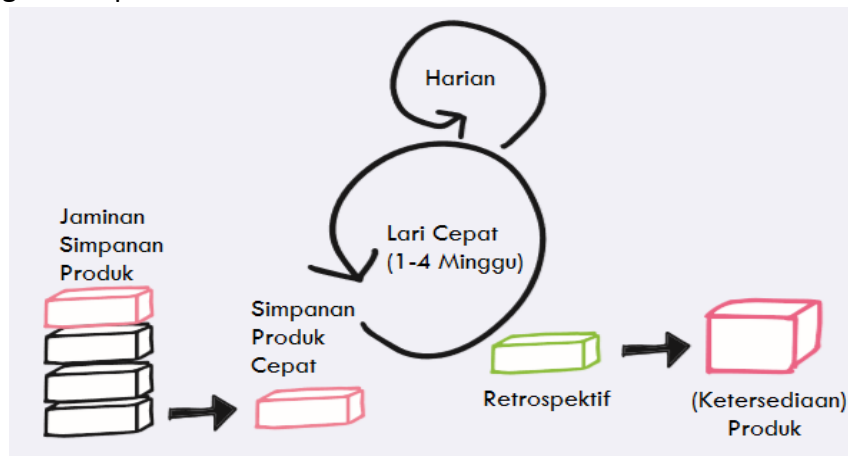 Harian
Lari Cepat
(1-4 Minggu)
Jaminan
Simpanan
Produk
Simpanan
Produk
Cepat
Retrospektif
(Ketersediaan)
Produk